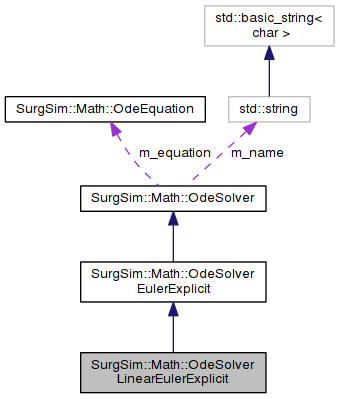 std::basic_string<
char >
SurgSim::Math::OdeEquation
std::string
m_equation
m_name
SurgSim::Math::OdeSolver
SurgSim::Math::OdeSolver
EulerExplicit
SurgSim::Math::OdeSolver
LinearEulerExplicit